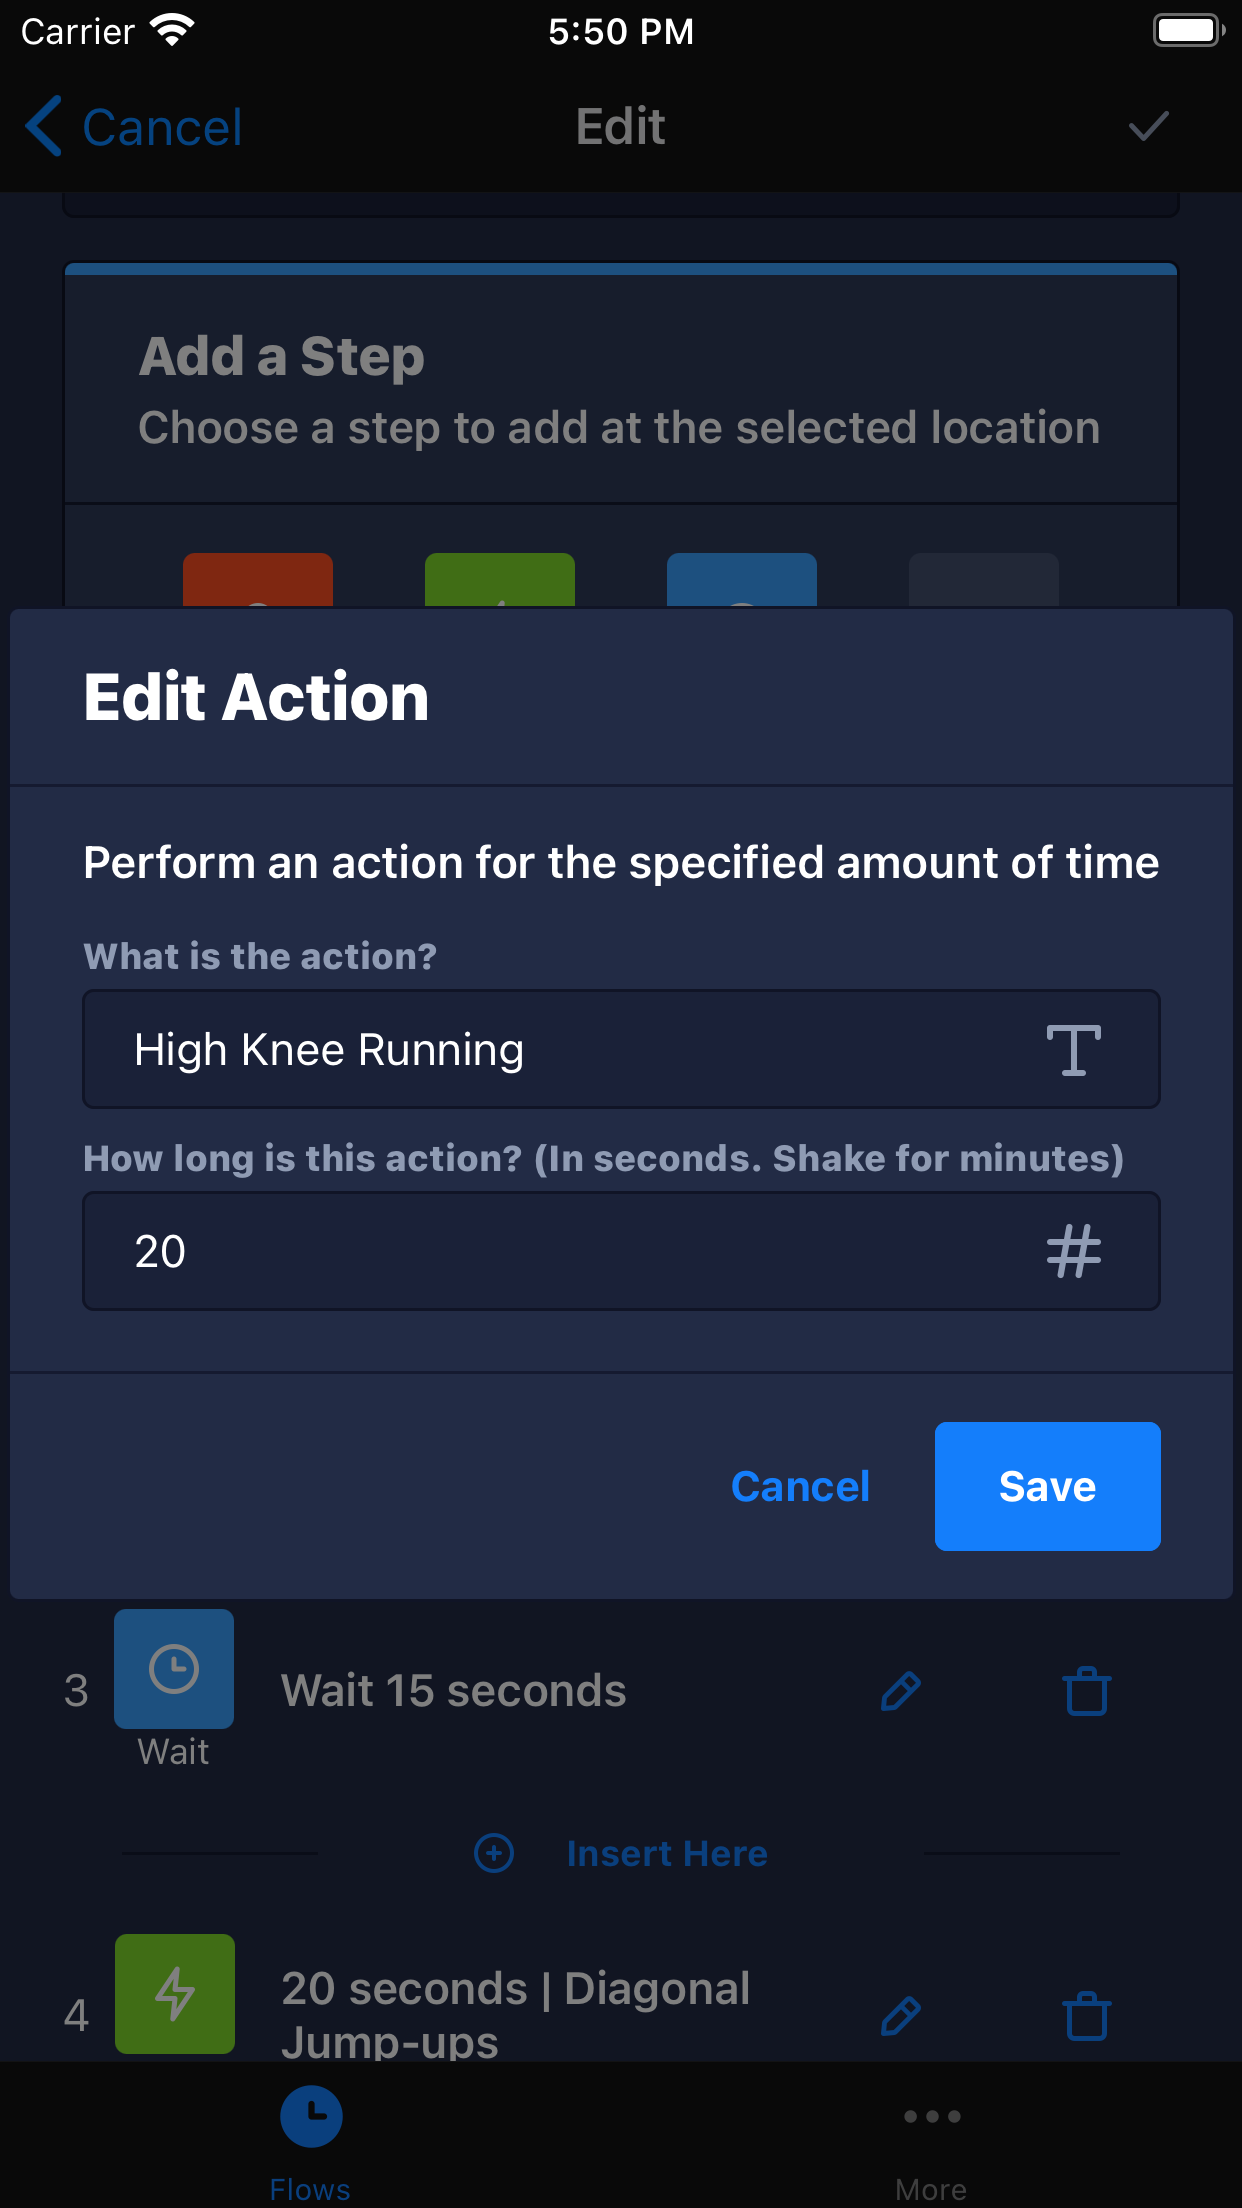 Carrier
5:50 PM
Cancel
Edit
Add a Step
Choose a step to add at the selected location
Edit Action
Perform an action for the specified amount of time
What is the action?
High Knee Running
How long is this action? (In seconds. Shake for minutes)
20
Cancel
Save
3
Wait 15 seconds
Wait
Insert Here
4
20 seconds | Diagonal
Jump-ups
Flows
More